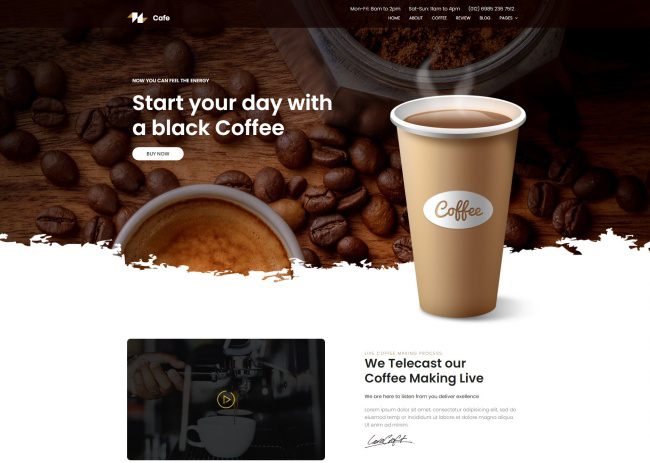 Cafe
Mon-Fri: 8am to 2pm Sat-Sun: 11am to 4pm (012) 6985 236 7512
HOME ABOUT COFFEE REVIEW BLOG PAGES
NOW YOU CAN FEEL THE ENERGY
Start your day with
a black Coffee
BUY NOW
Coffee
LIVE COFFEE MAKING PROCESS
We Telecast our
Coffee Making Live
We are here to listen from you deliver exellence
Lorem ipsum dolor sit amet, consectetur adipisicing elit, sed do
eiusmod temp or incididunt ut labore et dolore magna aliqua.
Ut enim ad minim.